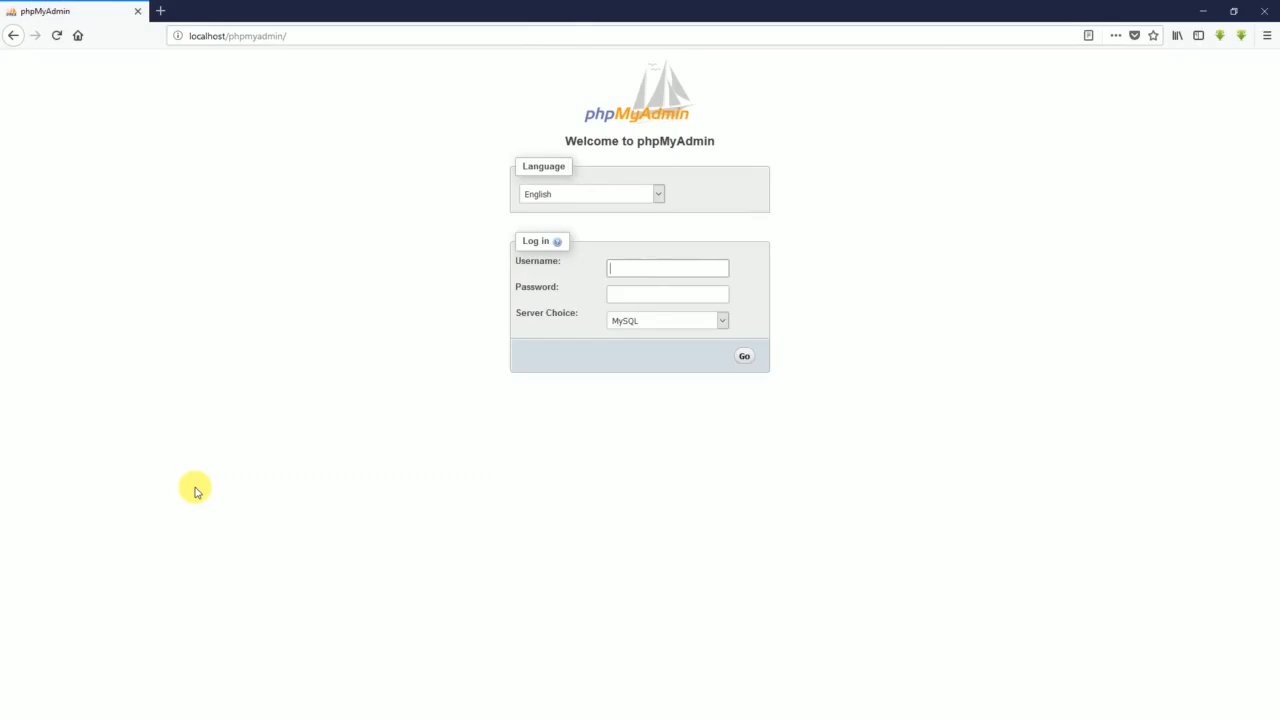 phpMyAdmin
localhost/phpmyadmin/
phpMyAdmin
Welcome to phpMyAdmin
Language
English
Log in
Username:
Password:
Server Choice:
MySQL
Go